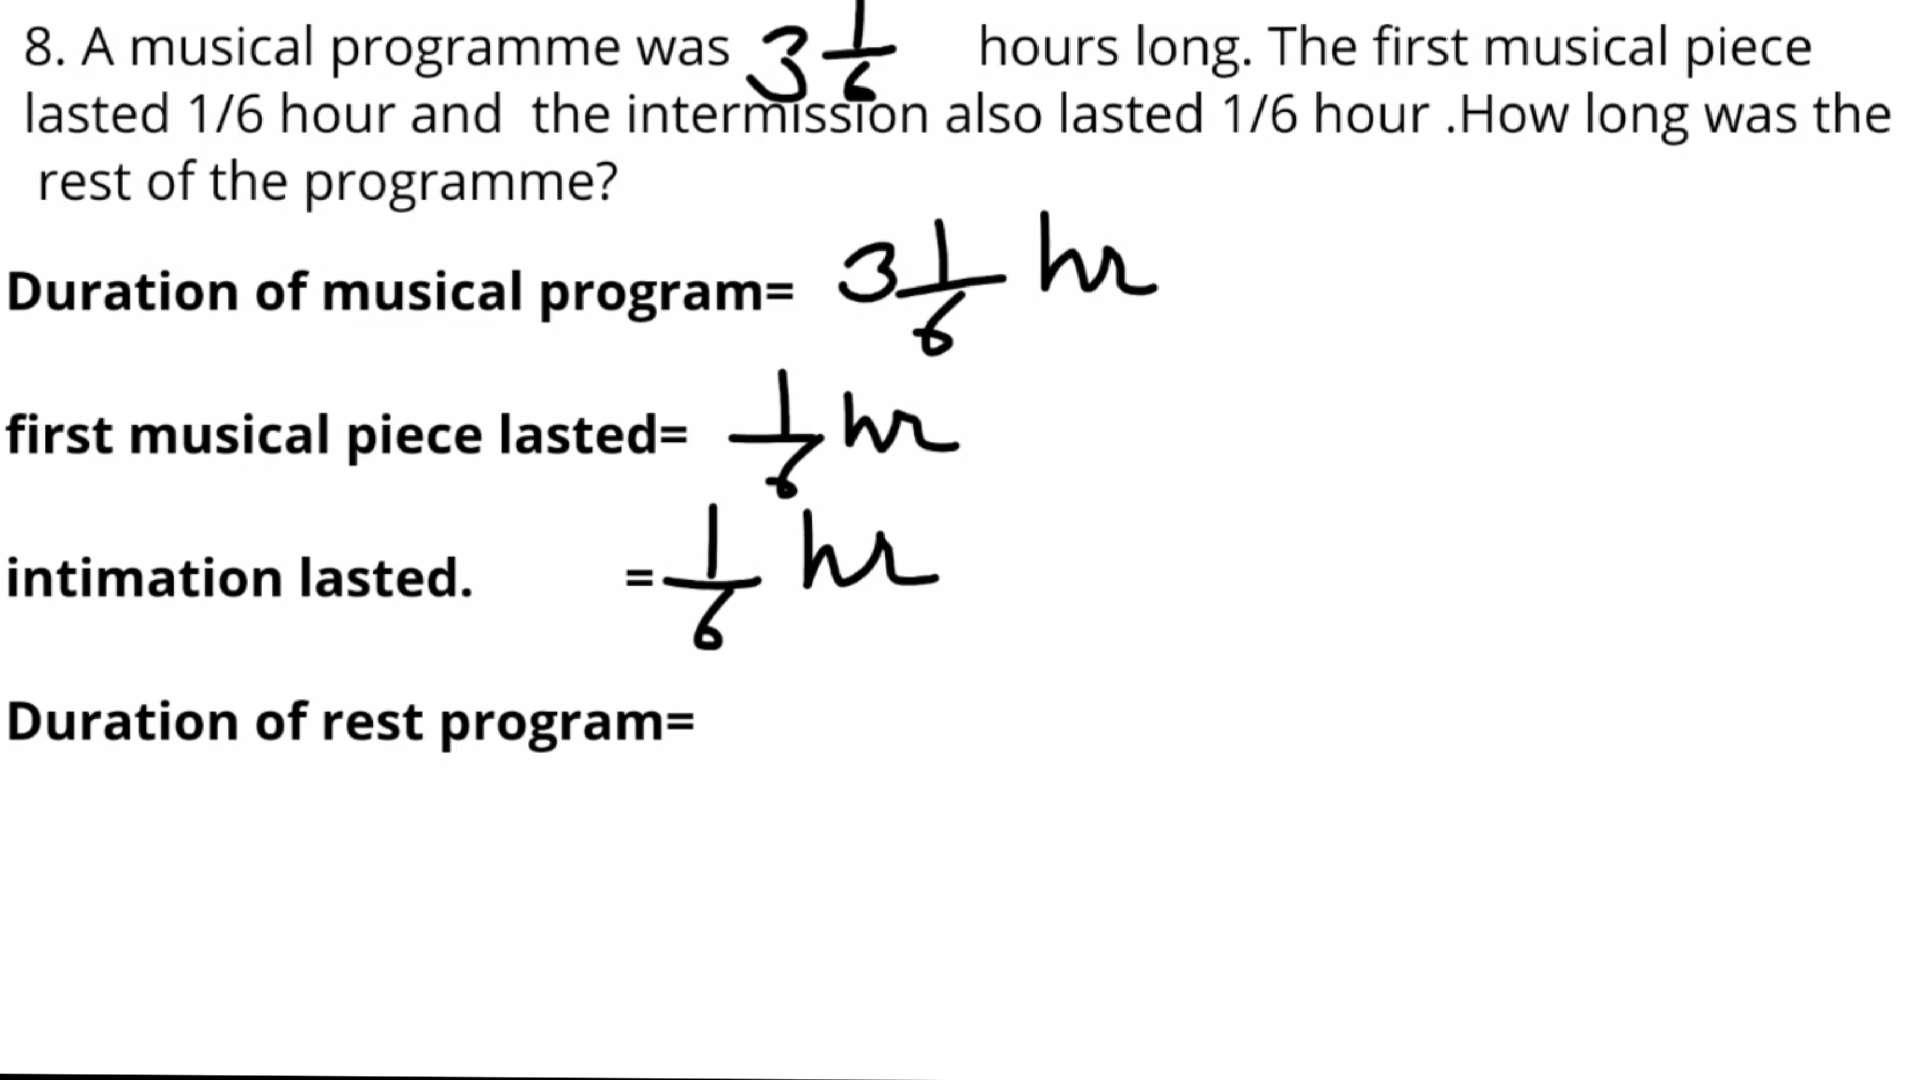 8. A musical programme was 3 1/6 hours long. The first musical piece
lasted 1/6 hour and the intermission also lasted 1/6 hour .How long was the
rest of the programme?
Duration of musical program= 3 1/6 hr
first musical piece lasted= 1/6 hr
intimation lasted. = 1/6 hr
Duration of rest program=